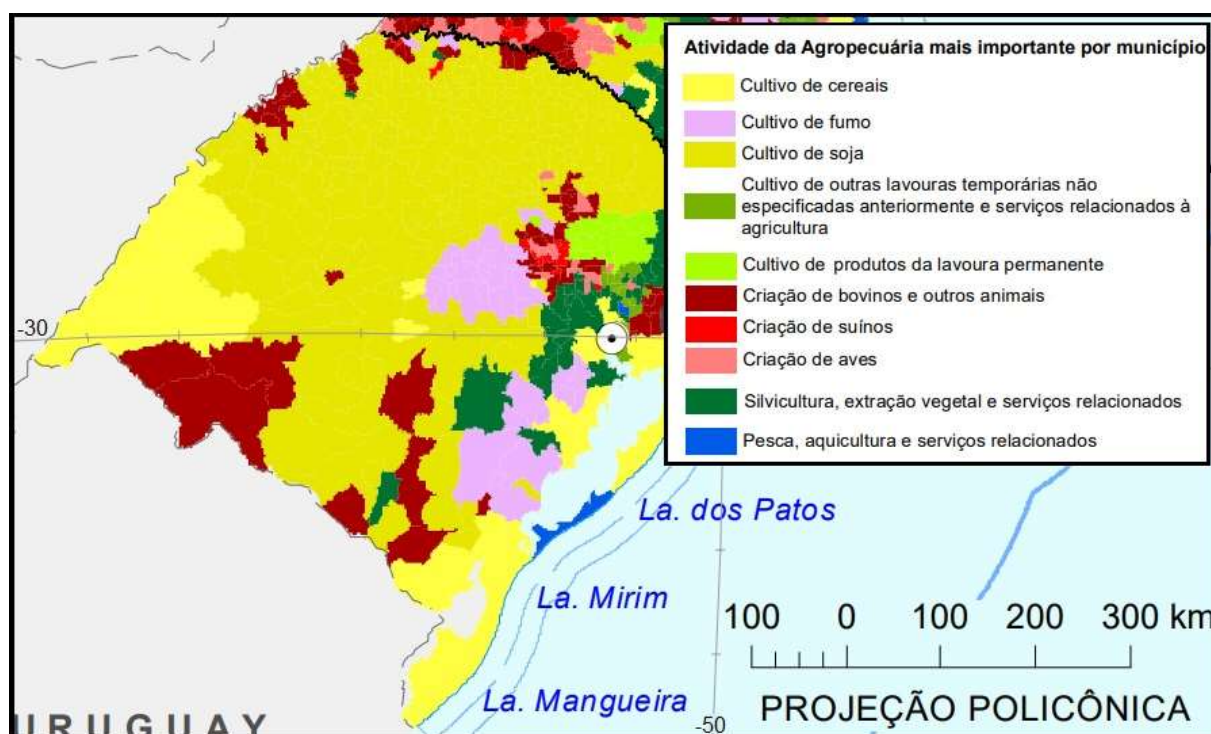 Atividade da Agropecuária mais importante por município
Cultivo de cereais
Cultivo de fumo
Cultivo de soja
Cultivo de outras lavouras temporárias não
especificadas anteriormente e serviços relacionados à
agricultura
Cultivo de produtos da lavoura permanente
Criação de bovinos e outros animais
Criação de suínos
Criação de aves
Silvicultura, extração vegetal e serviços relacionados
Pesca, aquicultura e serviços relacionados
-30
La. dos Patos
La. Mirim
La. Mangueira
100 0 100 200 300 km
PROJEÇÃO POLICÔNICA
-50
URUGUAY